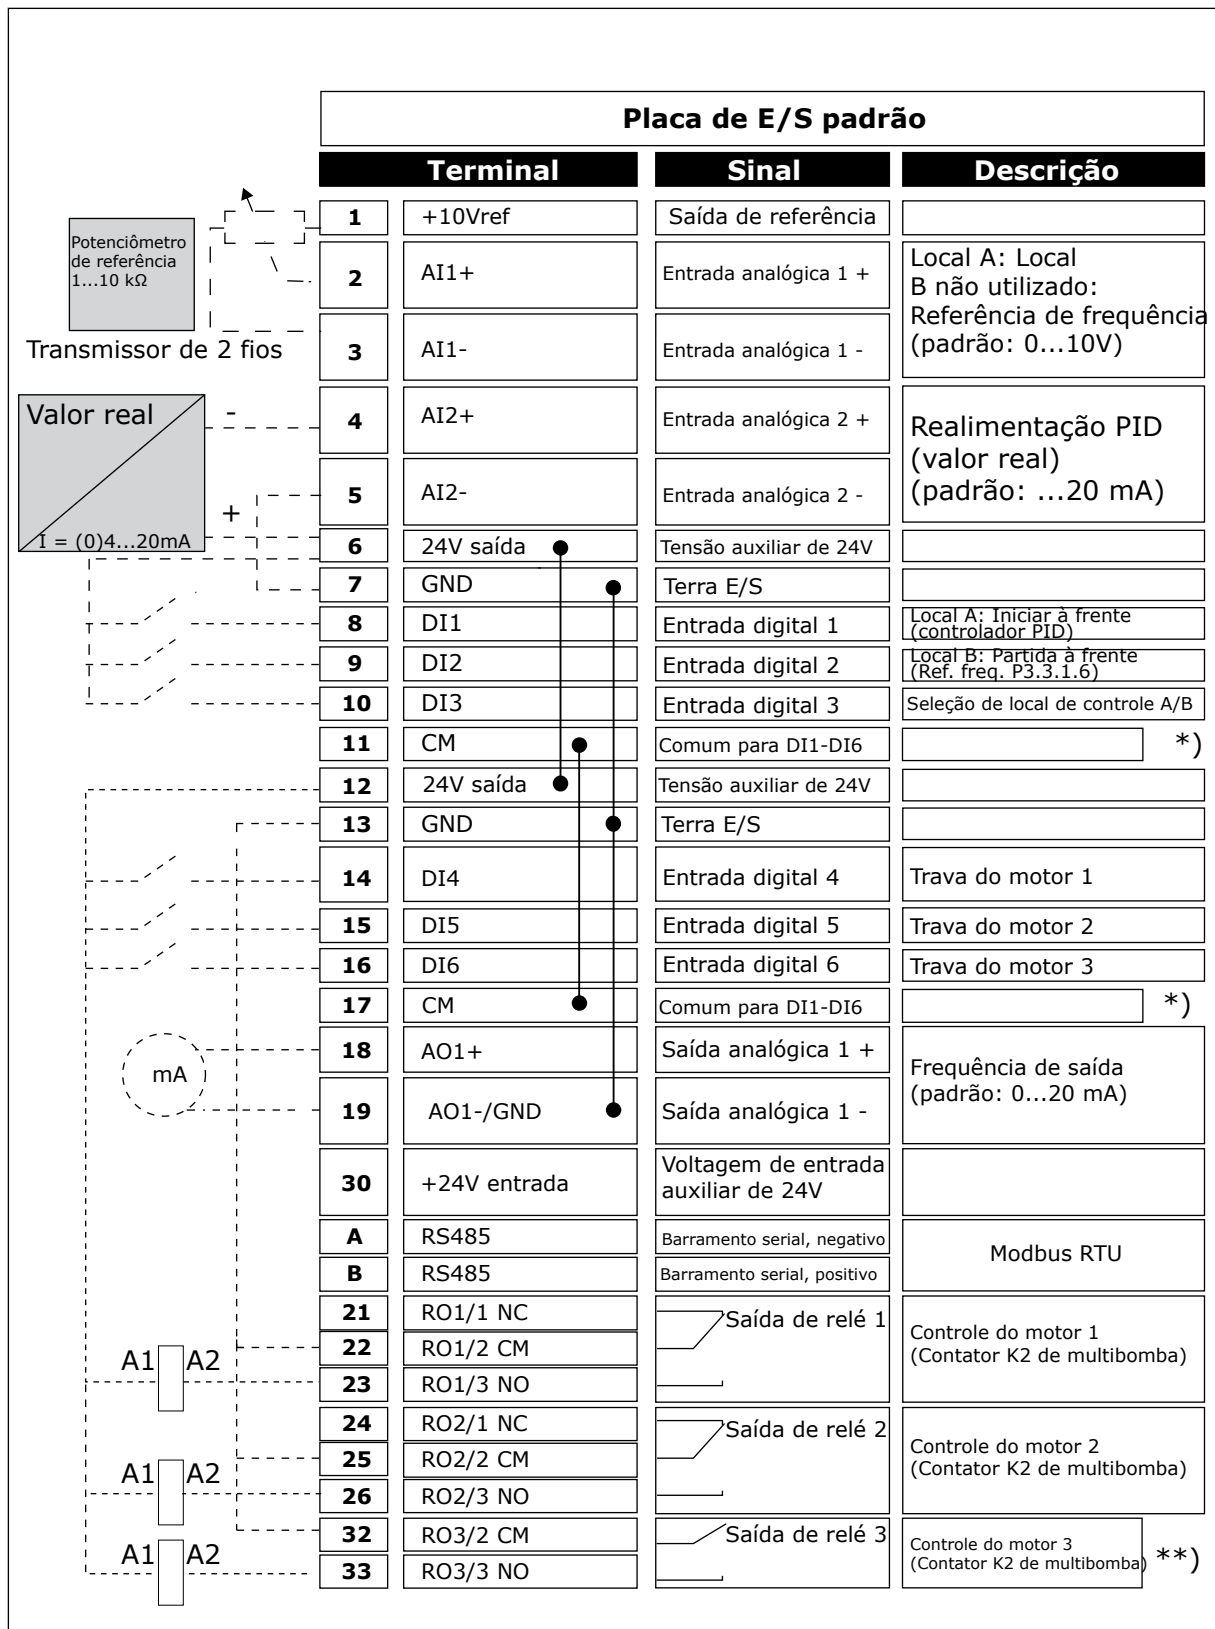 Placa de E/S padrão
Terminal Sinal Descrição
Potenciômetro
de referência
1...10 kΩ
Transmissor de 2 fios
1 +10Vref Saída de referência
2 AI1+ Entrada analógica 1 +
3 AI1- Entrada analógica 1 -
Local A: Local
B não utilizado:
Referência de frequência
(padrão: 0...10V)
Valor real
-
+
I = (0)4...20mA
4 AI2+ Entrada analógica 2 +
5 AI2- Entrada analógica 2 -
Realimentação PID
(valor real)
(padrão: ...20 mA)
6 24V saída Tensão auxiliar de 24V
7 GND Terra E/S
8 DI1 Entrada digital 1
Local A: Iniciar à frente
(controlador PID)
9 DI2 Entrada digital 2
Local B: Partida à frente
(Ref. freq. P3.3.1.6)
10 DI3 Entrada digital 3 Seleção de local de controle A/B
11 CM Comum para DI1-DI6 *)
12 24V saída Tensão auxiliar de 24V
13 GND Terra E/S
14 DI4 Entrada digital 4 Trava do motor 1
15 DI5 Entrada digital 5 Trava do motor 2
16 DI6 Entrada digital 6 Trava do motor 3
17 CM Comum para DI1-DI6 *)
mA
18 AO1+ Saída analógica 1 +
19 AO1-/GND Saída analógica 1 -
Frequência de saída
(padrão: 0...20 mA)
30 +24V entrada
Voltagem de entrada
auxiliar de 24V
A RS485 Barramento serial, negativo
B RS485 Barramento serial, positivo
Modbus RTU
21 RO1/1 NC
22 RO1/2 CM
23 RO1/3 NO
A1 A2
Saída de relé 1
Controle do motor 1
(Contator K2 de multibomba)
24 RO2/1 NC
25 RO2/2 CM
26 RO2/3 NO
A1 A2
Saída de relé 2
Controle do motor 2
(Contator K2 de multibomba)
32 RO3/2 CM
33 RO3/3 NO
A1 A2
Saída de relé 3
Controle do motor 3
(Contator K2 de multibomba)
**)